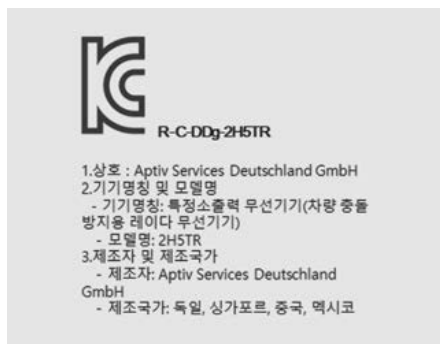 R-C-DDg-2H5TR
1.상호 : Aptiv Services Deutschland GmbH
2.기기명칭 및 모델명
- 기기명칭: 특정소출력 무선기기(차량 충돌
방지용 레이다 무선기기)
- 모델명: 2H5TR
3.제조자 및 제조국가
- 제조자: Aptiv Services Deutschland
GmbH
- 제조국가: 독일, 싱가포르, 중국, 멕시코